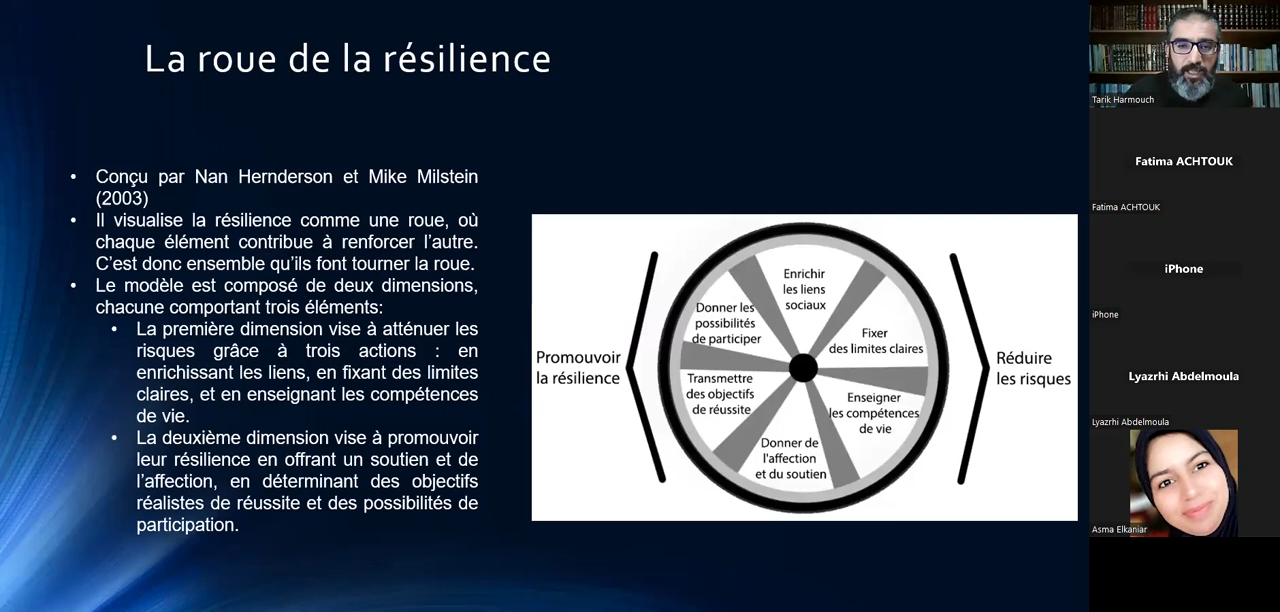 La roue de la résilience
• Conçu par Nan Hernderson et Mike Milstein
(2003)
• Il visualise la résilience comme une roue, où
chaque élément contribue à renforcer l’autre.
C’est donc ensemble qu’ils font tourner la roue.
• Le modèle est composé de deux dimensions,
chacune comportant trois éléments:
• La première dimension vise à atténuer les
risques grâce à trois actions : en
enrichissant les liens, en fixant des limites
claires, et en enseignant les compétences
de vie.
• La deuxième dimension vise à promouvoir
leur résilience en offrant un soutien et de
l’affection, en déterminant des objectifs
réalistes de réussite et des possibilités de
participation.
Promouvoir
la résilience
Enrichir
les liens
sociaux
Fixer
des limites claires
Enseigner
les compétences
de vie
Donner de
l'affection
et du soutien
Transmettre
des objectifs
de réussite
Donner les
possibilités
de participer
Réduire
les risques
Tarik Harmouch
Fatima ACHTOUK
Fatima ACHTOUK
iPhone
iPhone
Lyazrhi Abdelmoula
Lyazrhi Abdelmoula
Asma Elkaniar